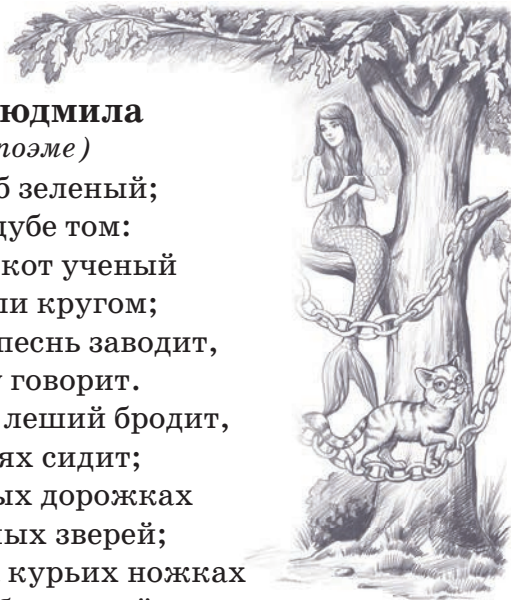 юдмила
поэме)
б зеленый;
дубе том:
кот ученый
ли кругом;
песнь заводит,
говорит.
леший бродит,
ях сидит;
ых дорожках
ных зверей;
курьих ножках